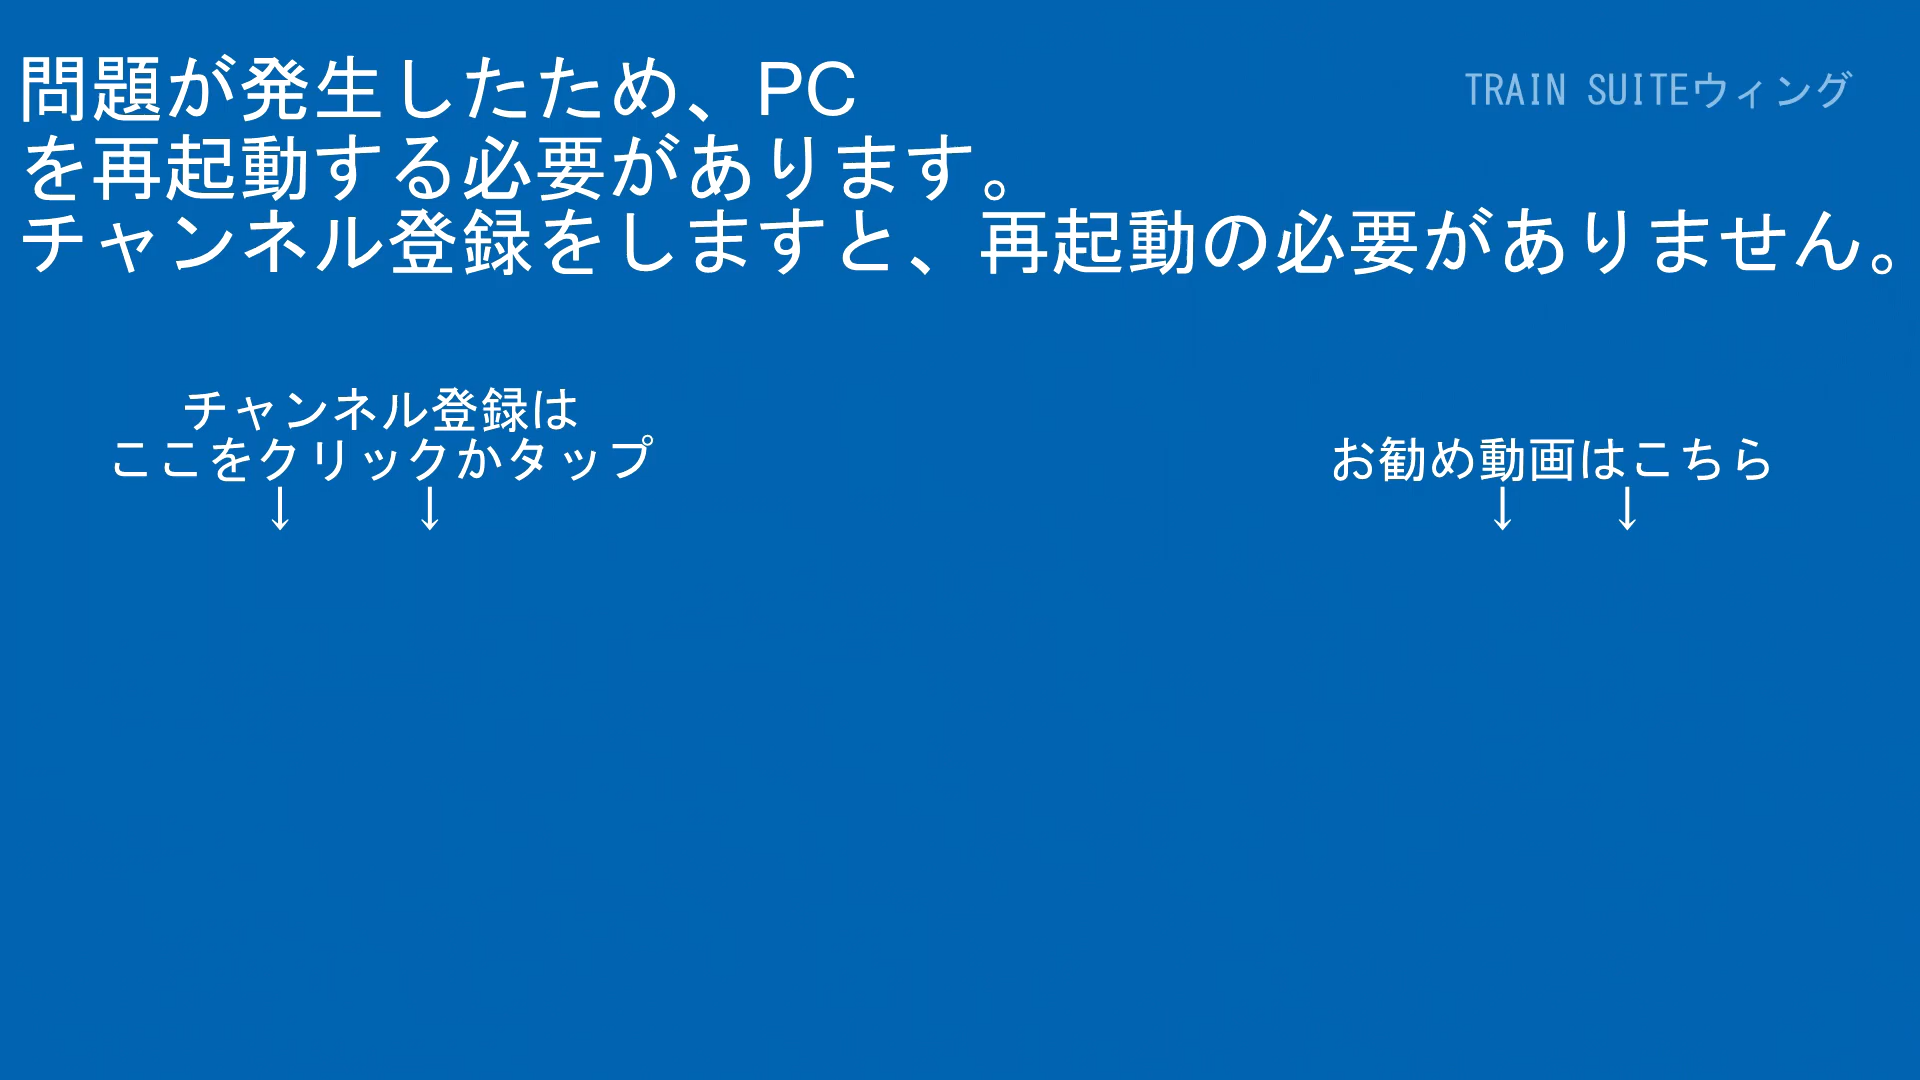 問題が発生したため、PC
を再起動する必要があります。
チャンネル登録をしますと、再起動の必要がありません。
TRAIN SUITEウィング
チャンネル登録は
ここをクリックかタップ
↓ ↓
お勧め動画はこちら
↓ ↓